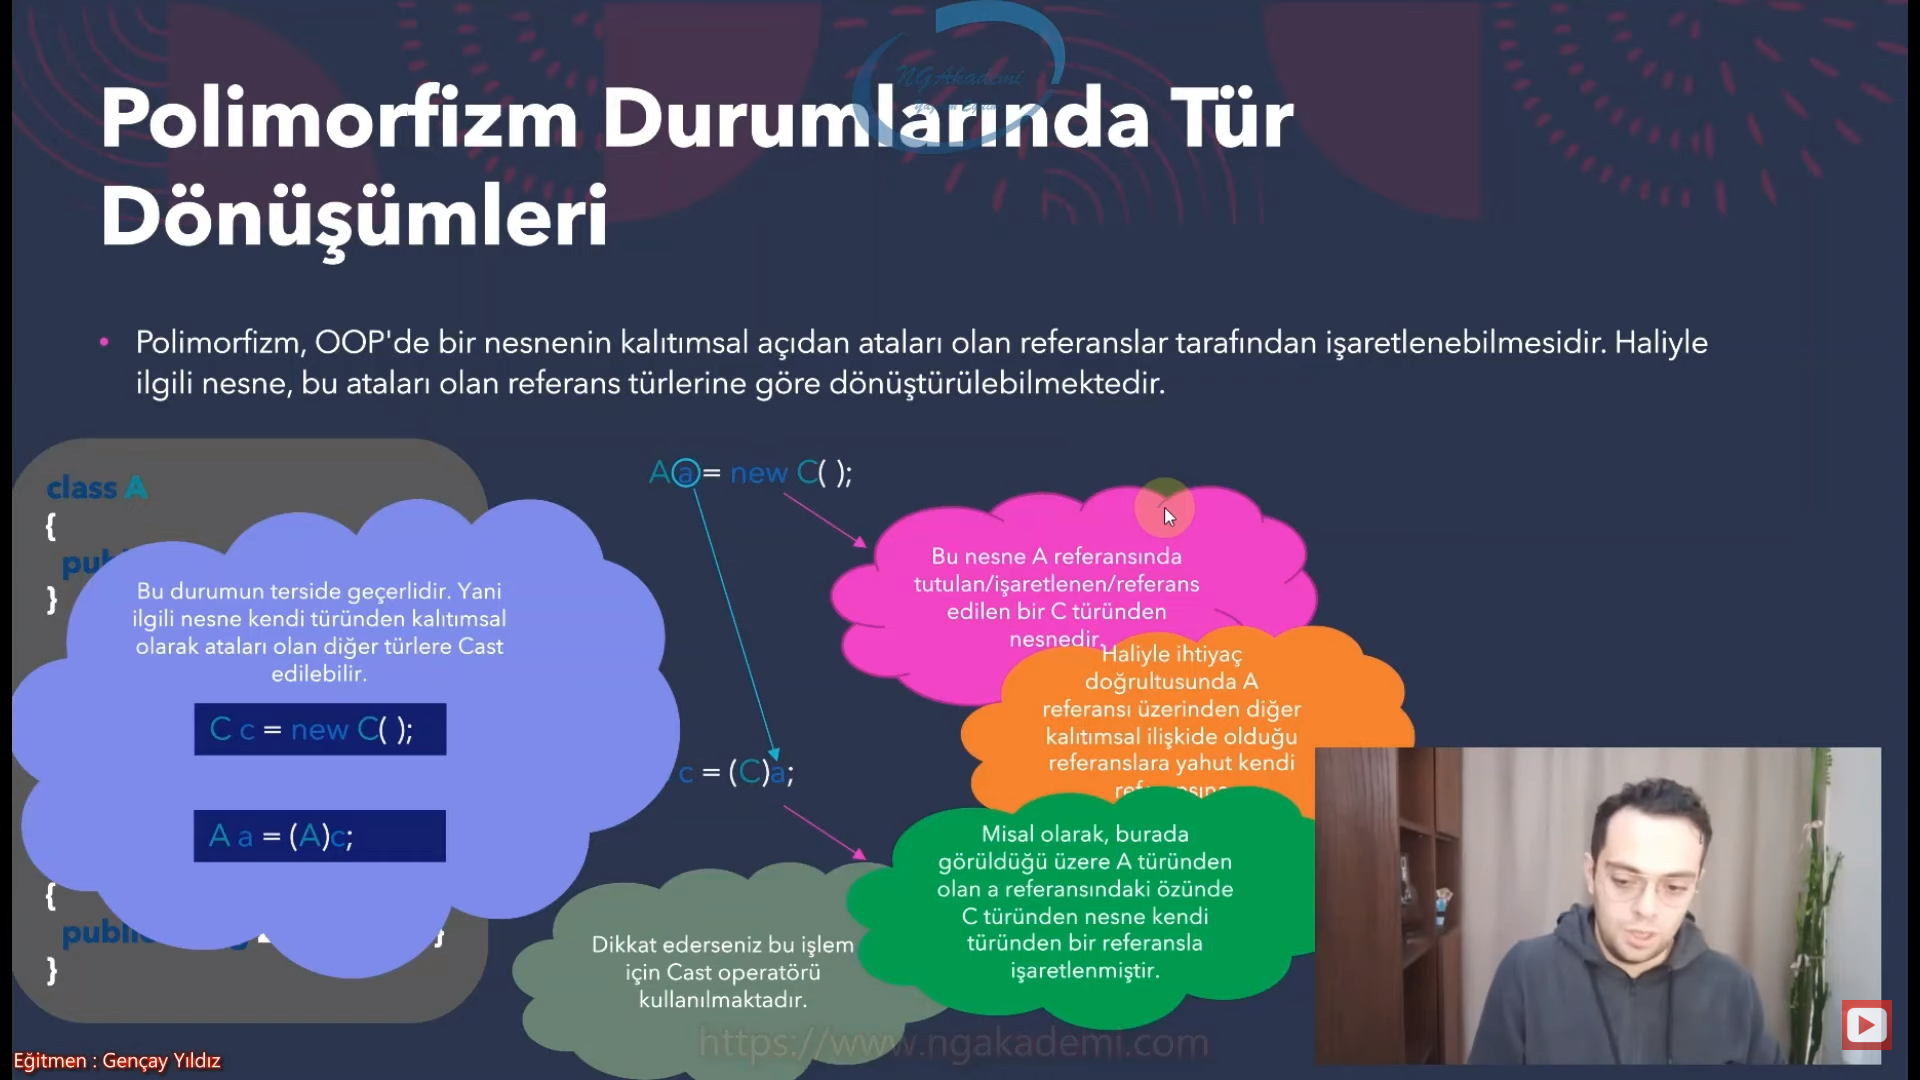 NGAkademi
Polimorfizm Durumlarında Tür
Dönüşümleri
• Polimorfizm, OOP'de bir nesnenin kalıtımsal açıdan ataları olan referanslar tarafından işaretlenebilmesidir. Haliyle
ilgili nesne, bu ataları olan referans türlerine göre dönüştürülebilmektedir.
class A
{
}
Bu durumun terside geçerlidir. Yani
ilgili nesne kendi türünden kalıtımsal
olarak ataları olan diğer türlere Cast
edilebilir.
C c = new C( );
A a = (A)c;
{
}
}
A a = new C( );
Bu nesne A referansında
tutulan/işaretlenen/referans
edilen bir C türünden
nesnedir.
Haliyle ihtiyaç
doğrultusunda A
referansı üzerinden diğer
kalıtımsal ilişkide olduğu
referanslara yahut kendi
c = (C)a;
Misal olarak, burada
görüldüğü üzere A türünden
olan a referansındaki özünde
C türünden nesne kendi
türünden bir referansla
işaretlenmiştir.
Dikkat ederseniz bu işlem
için Cast operatörü
kullanılmaktadır.
https://www.ngakademi.com
Eğitmen : Gençay Yıldız